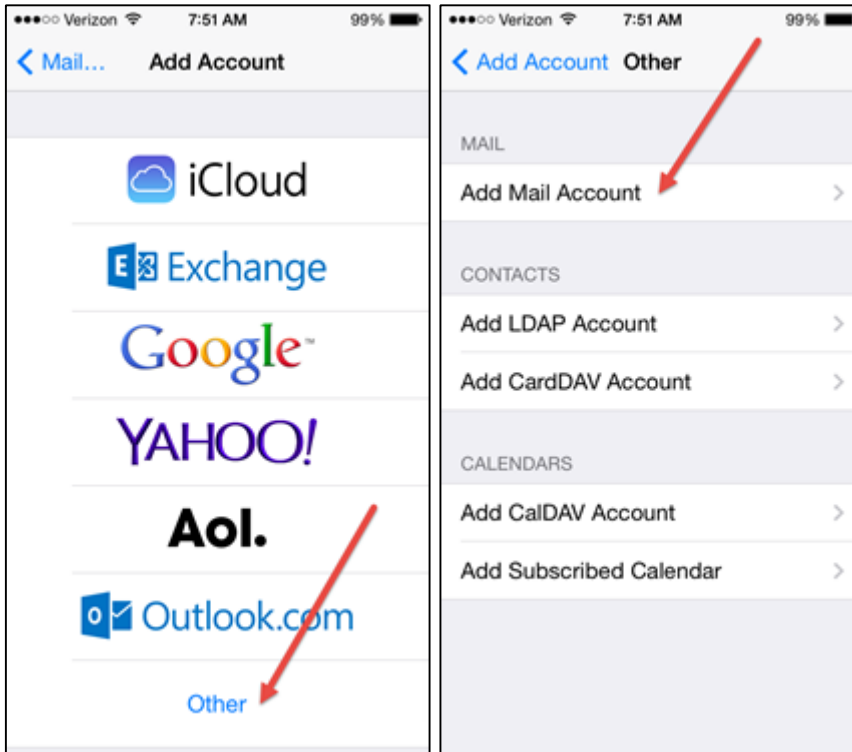 Verizon 7:51 AM 99%
Mail... Add Account
iCloud
E Exchange
Google™
YAHOO!
Aol.
o Outlook.com
Other
Verizon 7:51 AM 99%
Add Account Other
MAIL
Add Mail Account
CONTACTS
Add LDAP Account
Add CardDAV Account
CALENDARS
Add CalDAV Account
Add Subscribed Calendar